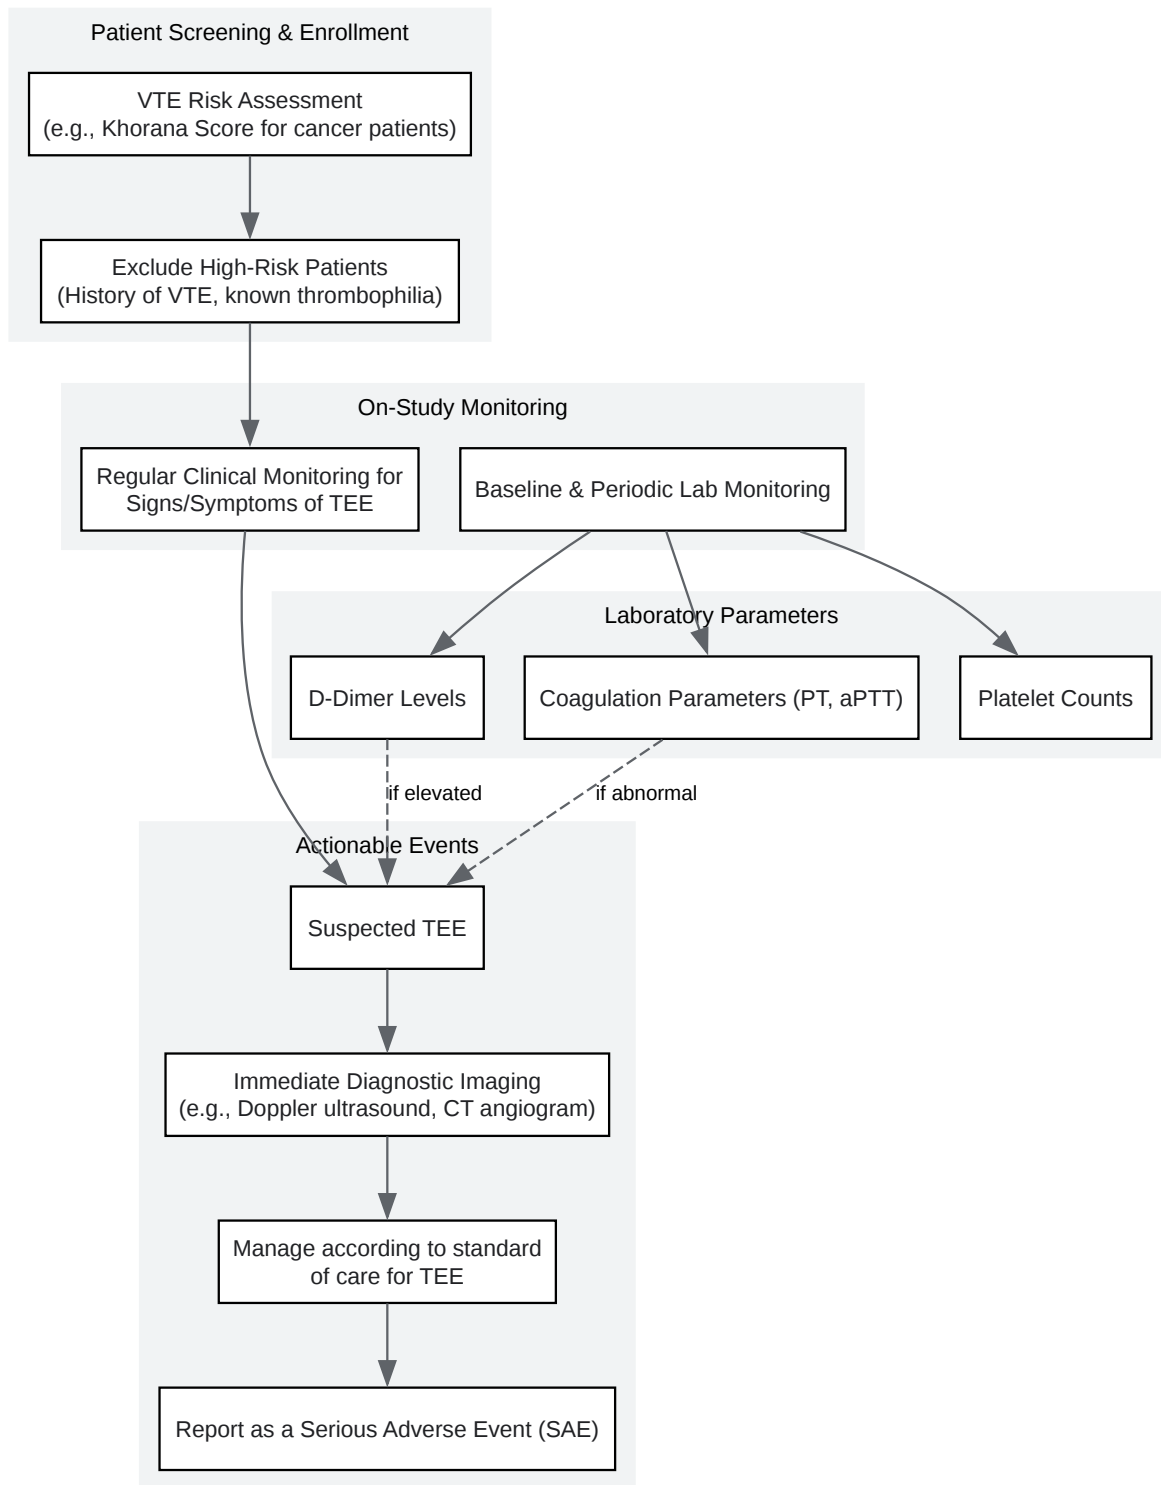 Patient Screening & Enrollment
VTE Risk Assessment
(e.g., Khorana Score for cancer patients)
Exclude High-Risk Patients
(History of VTE, known thrombophilia)
On-Study Monitoring
Regular Clinical Monitoring for
Signs/Symptoms of TEE
Baseline & Periodic Lab Monitoring
Laboratory Parameters
D-Dimer Levels
Coagulation Parameters (PT, aPTT)
Platelet Counts
if elevated
if abnormal
Actionable Events
Suspected TEE
Immediate Diagnostic Imaging
(e.g., Doppler ultrasound, CT angiogram)
Manage according to standard
of care for TEE
Report as a Serious Adverse Event (SAE)